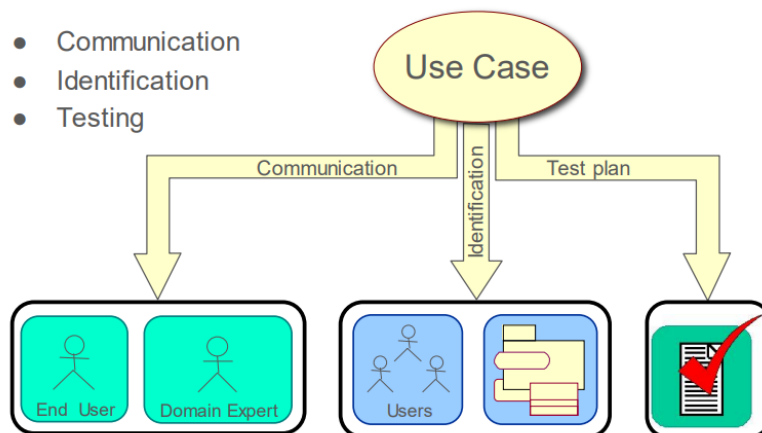 ● Communication
● Identification
● Testing
Use Case
Communication
Identification
Test plan
End User
Domain Expert
Users